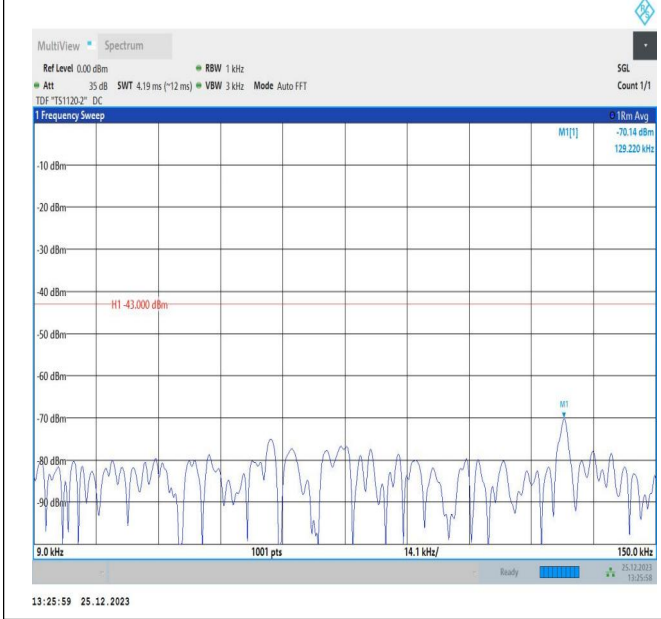 R S
MultiView Spectrum
Ref Level 0.00 dBm RBW 1 kHz SGL
Att 35 dB SWT 4.19 ms (~12 ms) VBW 3 kHz Mode Auto FFT Count 1/1
TDF "TS1120-2" DC
1 Frequency Sweep 1Rm Avg
M1[1] -70.14 dBm
129.220 kHz
-10 dBm
-20 dBm
-30 dBm
-40 dBm
H1 -43.000 dBm
-50 dBm
-60 dBm
M1
-70 dBm
-80 dBm
-90 dBm
9.0 kHz 1001 pts 14.1 kHz/ 150.0 kHz
Ready 25.12.2023
13:25:58
13:25:59 25.12.2023